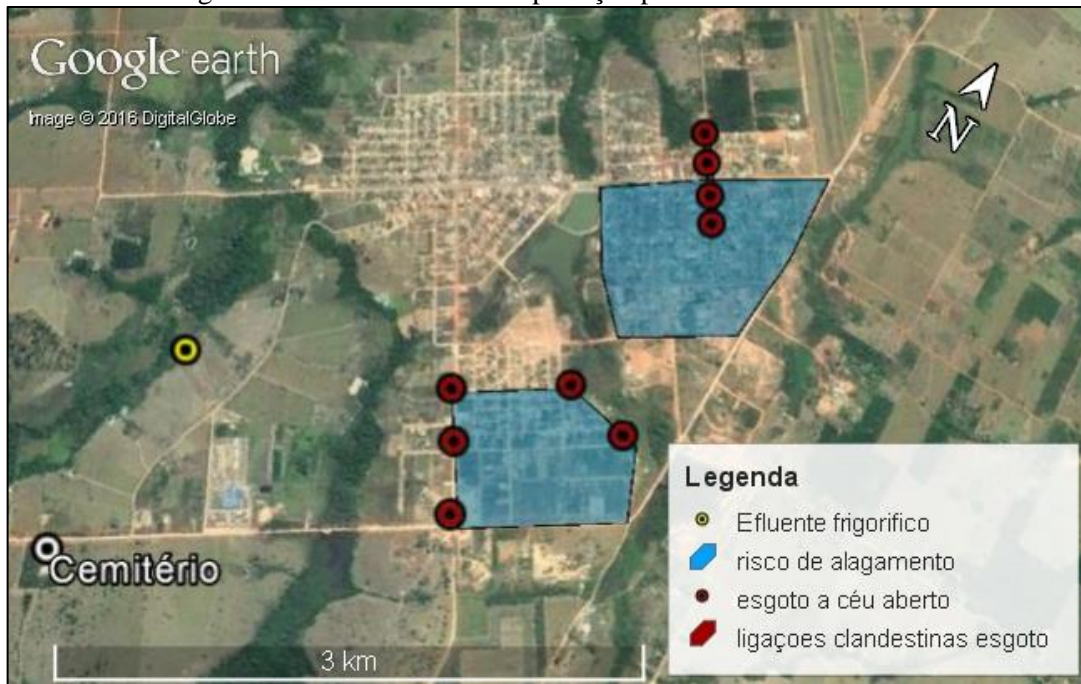 Google earth
Image © 2016 DigitalGlobe
N
Legenda
Efluente frigorifico
risco de alagamento
esgoto a céu aberto
ligaçoes clandestinas esgoto
Cemitério
3 km